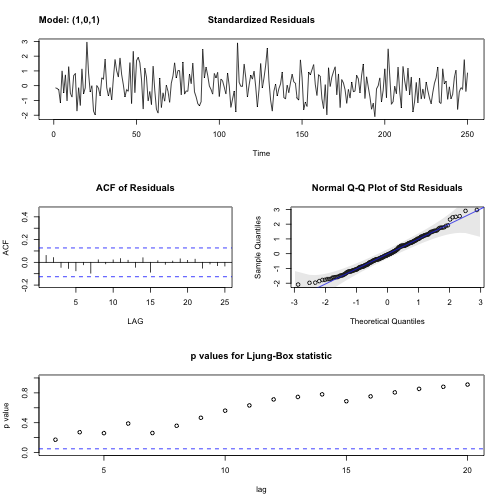 Model: (1,0,1)
Standardized Residuals
3
2
1
0
-1
-2
0 50 100 150 200 250
Time
ACF of Residuals
ACF
0.4
0.2
0.0
-0.2
5 10 15 20 25
LAG
Normal Q-Q Plot of Std Residuals
Sample Quantiles
3
2
1
0
-1
-2
-3 -2 -1 0 1 2 3
Theoretical Quantiles
p values for Ljung-Box statistic
p value
0.8
0.4
0.0
5 10 15 20
lag